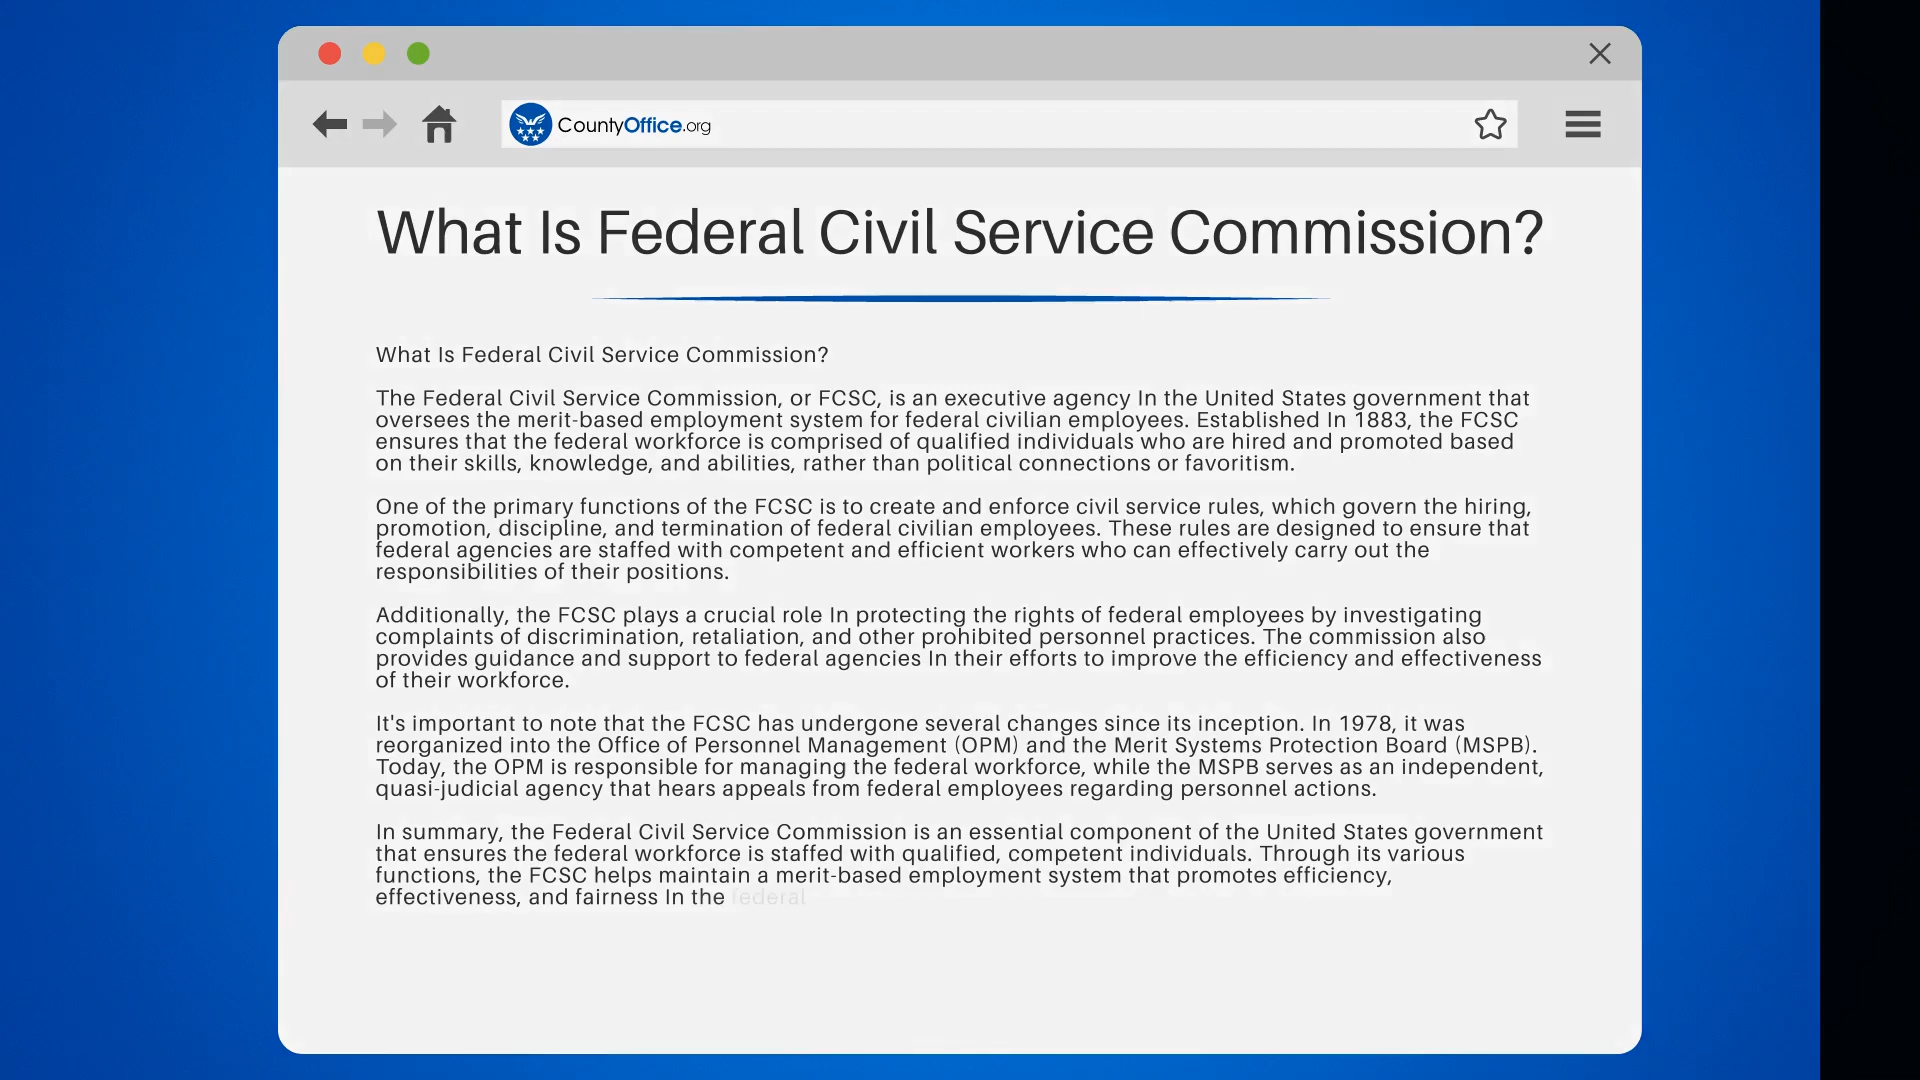 CountyOffice.org
What Is Federal Civil Service Commission?
What Is Federal Civil Service Commission?
The Federal Civil Service Commission, or FCSC, is an executive agency In the United States government that
oversees the merit-based employment system for federal civilian employees. Established In 1883, the FCSC
ensures that the federal workforce is comprised of qualified individuals who are hired and promoted based
on their skills, knowledge, and abilities, rather than political connections or favoritism.
One of the primary functions of the FCSC is to create and enforce civil service rules, which govern the hiring,
promotion, discipline, and termination of federal civilian employees. These rules are designed to ensure that
federal agencies are staffed with competent and efficient workers who can effectively carry out the
responsibilities of their positions.
Additionally, the FCSC plays a crucial role In protecting the rights of federal employees by investigating
complaints of discrimination, retaliation, and other prohibited personnel practices. The commission also
provides guidance and support to federal agencies In their efforts to improve the efficiency and effectiveness
of their workforce.
It's important to note that the FCSC has undergone several changes since its inception. In 1978, it was
reorganized into the Office of Personnel Management (OPM) and the Merit Systems Protection Board (MSPB).
Today, the OPM is responsible for managing the federal workforce, while the MSPB serves as an independent,
quasi-judicial agency that hears appeals from federal employees regarding personnel actions.
In summary, the Federal Civil Service Commission is an essential component of the United States government
that ensures the federal workforce is staffed with qualified, competent individuals. Through its various
functions, the FCSC helps maintain a merit-based employment system that promotes efficiency,
effectiveness, and fairness In the federal